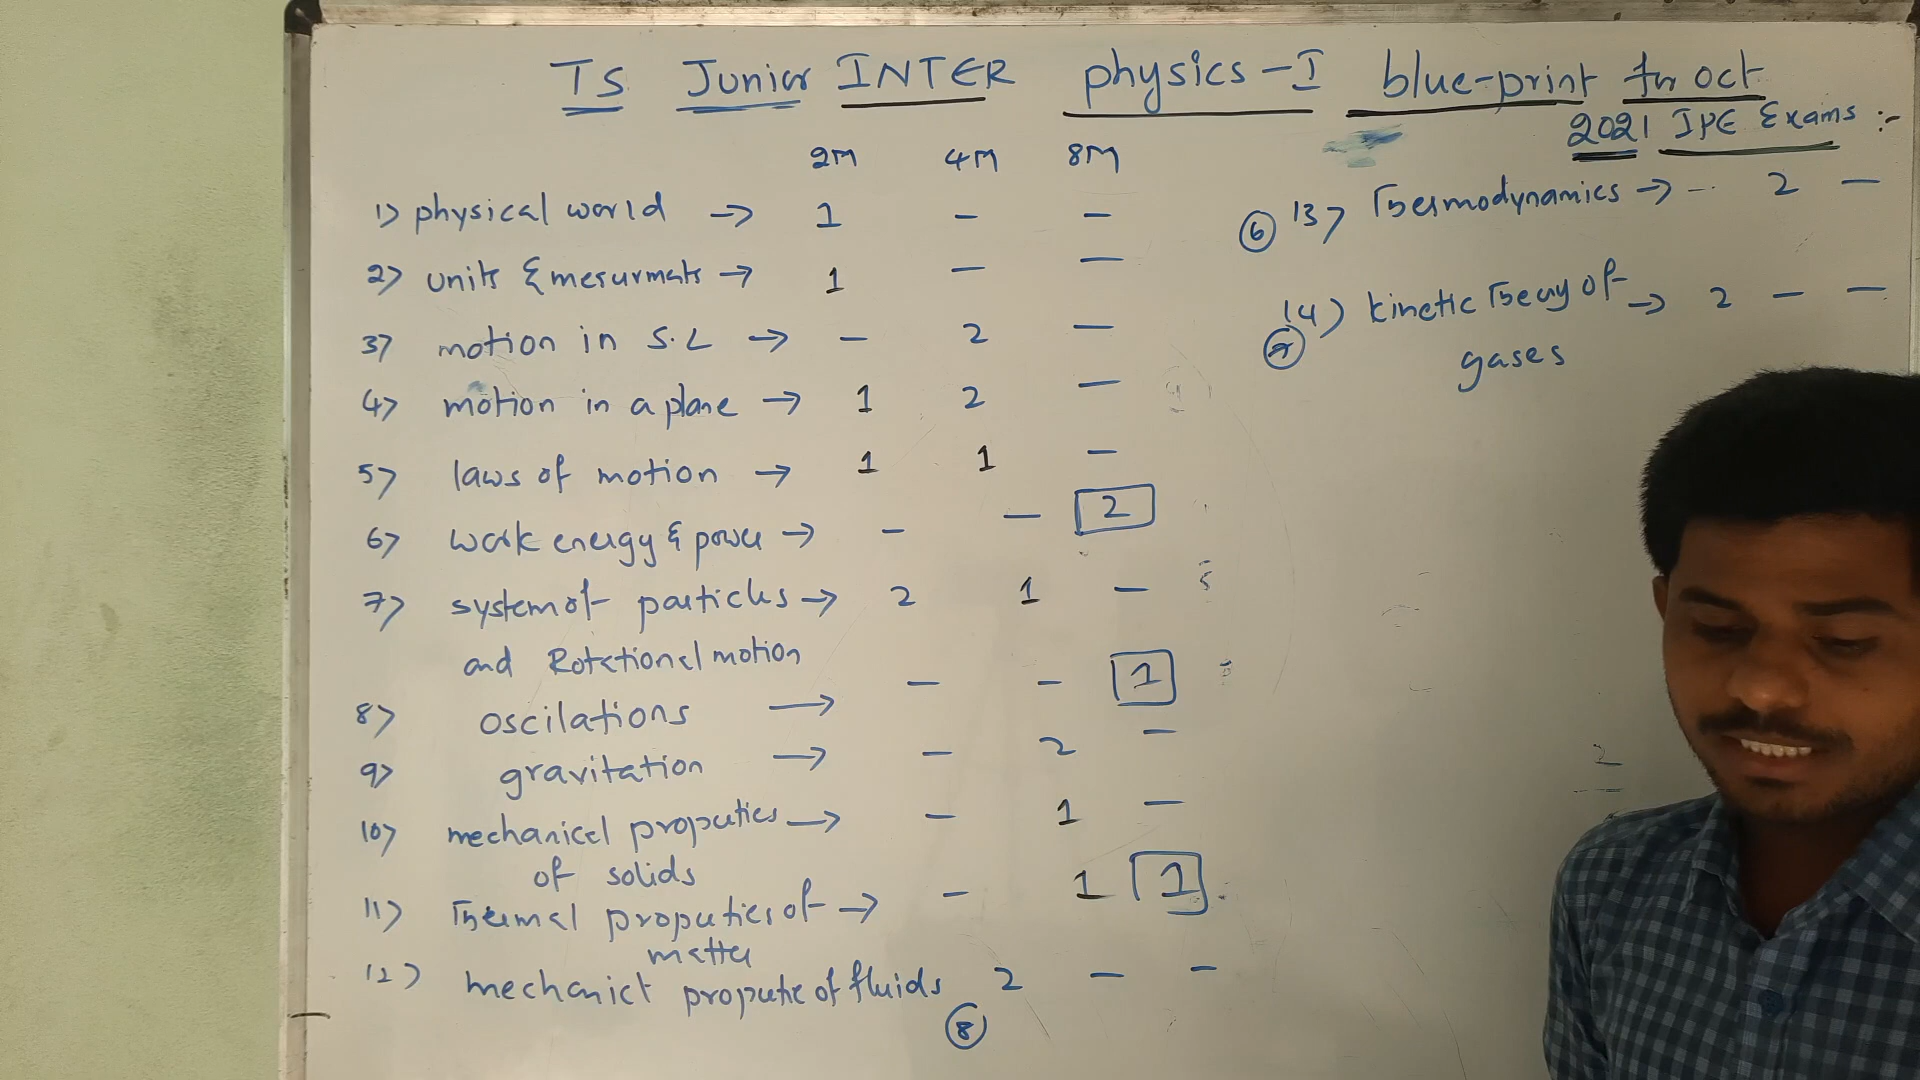 TS Junior INTER physics-I blue-print for oct
2021 IPE Exams :-
2M 4M 8M
1) physical world → 1 - -
2) units & mesurmats → 1 - -
3) motion in S.L → - 2 -
4) motion in a plane → 1 2 -
5) laws of motion → 1 1 -
6) work energy & power → - - 2
7) system of particles → 2 1 -
and Rotational motion
8) oscilations → - - 1
9) gravitation → - 2 -
10) mechanical properties → - 1 -
of solids
11) Thermal properties of → - 1 1
matter
12) mechanict propertie of fluids 2 - -
8
6 13) Thermodynamics → - 2 -
14) kinetic Theory of → 2 - -
gases